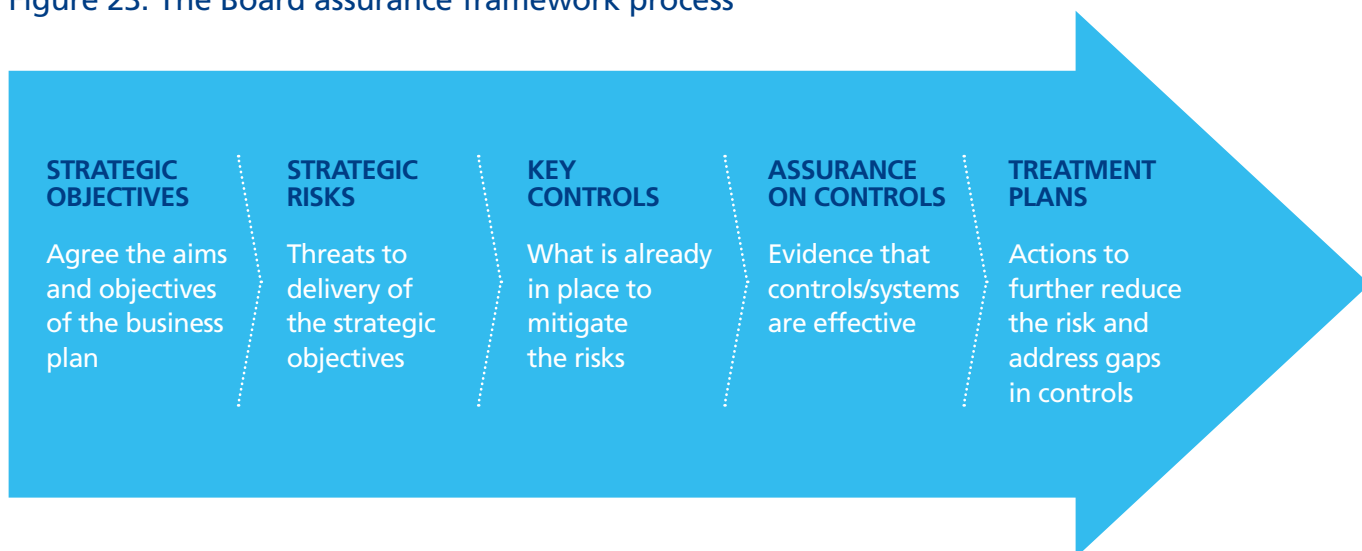 Figure 23: The Board assurance framework process
STRATEGIC
OBJECTIVES
Agree the aims
and objectives
of the business
plan
STRATEGIC
RISKS
Threats to
delivery of
the strategic
objectives
KEY
CONTROLS
What is already
in place to
mitigate
the risks
ASSURANCE
ON CONTROLS
Evidence that
controls/systems
are effective
TREATMENT
PLANS
Actions to
further reduce
the risk and
address gaps
in controls